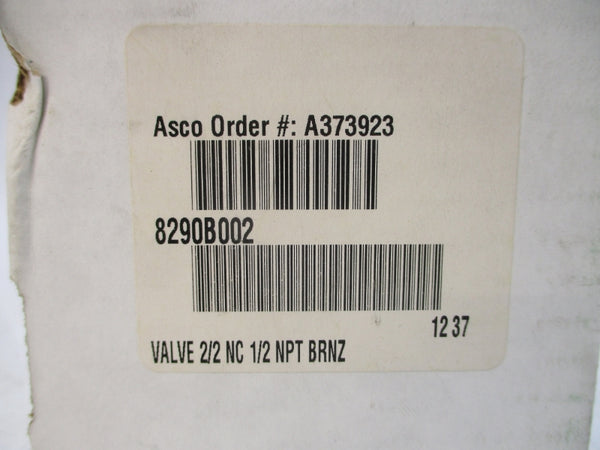 Asco Order #: A373923
8290B002
12 37
VALVE 2/2 NC 1/2 NPT BRNZ